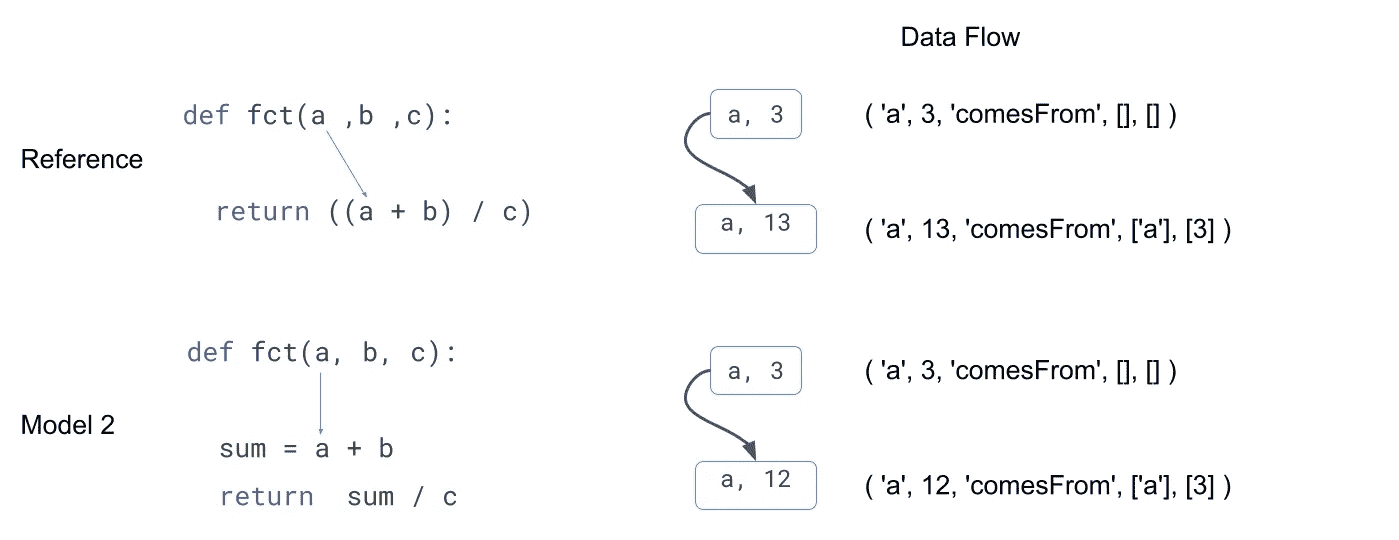 Data Flow
def fct(a ,b ,c):
a, 3
( 'a', 3, 'comesFrom', [], [] )
Reference
return ((a + b) / c)
a, 13
( 'a', 13, 'comesFrom', ['a'], [3] )
def fct(a, b, c):
a, 3
( 'a', 3, 'comesFrom', [], [] )
Model 2
sum = a + b
return sum / c
a, 12
( 'a', 12, 'comesFrom', ['a'], [3] )